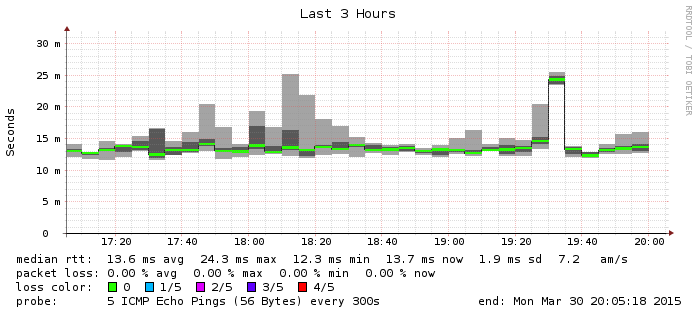 Last 3 Hours
RRDTOOL / TOBI OETIKER
Seconds
30 m
25 m
20 m
15 m
10 m
5 m
0
17:20 17:40 18:00 18:20 18:40 19:00 19:20 19:40 20:00
median rtt: 13.6 ms avg 24.3 ms max 12.3 ms min 13.7 ms now 1.9 ms sd 7.2 am/s
packet loss: 0.00 % avg 0.00 % max 0.00 % min 0.00 % now
loss color: 0 1/5 2/5 3/5 4/5
probe: 5 ICMP Echo Pings (56 Bytes) every 300s end: Mon Mar 30 20:05:18 2015